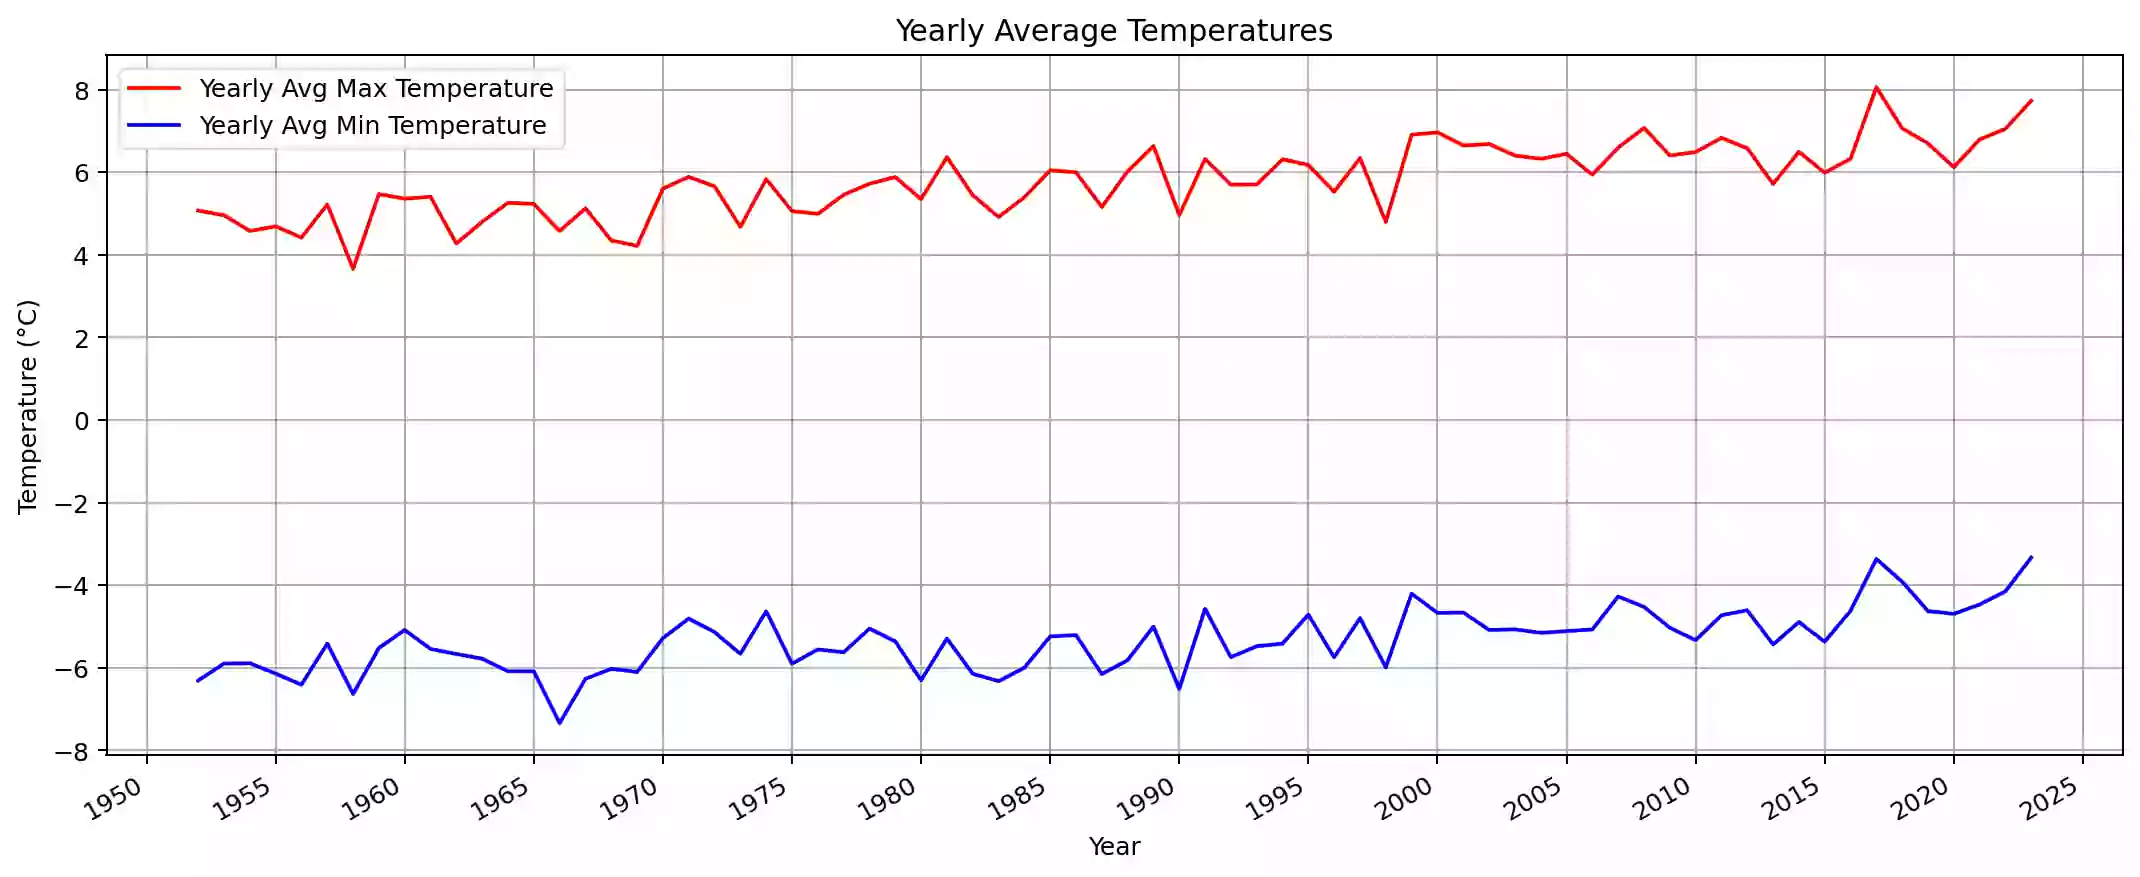 Yearly Average Temperatures
Yearly Avg Max Temperature
Yearly Avg Min Temperature
8
6
4
2
0
−2
−4
−6
−8
Temperature (°C)
1950 1955 1960 1965 1970 1975 1980 1985 1990 1995 2000 2005 2010 2015 2020 2025
Year